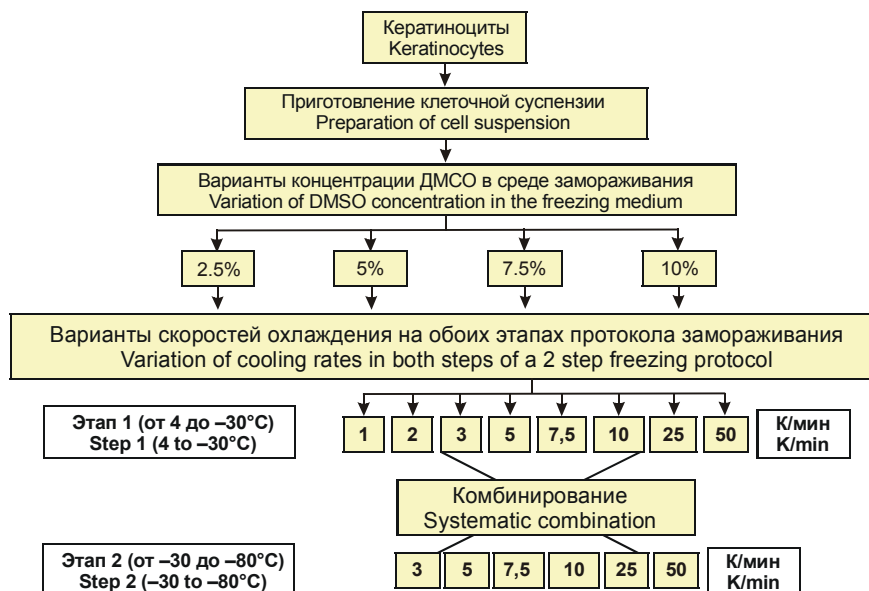 Кератиноциты
Keratinocytes
Приготовление клеточной суспензии
Preparation of cell suspension
Варианты концентрации ДМСО в среде замораживания
Variation of DMSO concentration in the freezing medium
2.5%
5%
7.5%
10%
Варианты скоростей охлаждения на обоих этапах протокола замораживания
Variation of cooling rates in both steps of a 2 step freezing protocol
Этап 1 (от 4 до –30°C)
Step 1 (4 to –30°C)
1
2
3
5
7,5
10
25
50
К/мин
K/min
Комбинирование
Systematic combination
Этап 2 (от –30 до –80°C)
Step 2 (–30 to –80°C)
3
5
7,5
10
25
50
К/мин
K/min